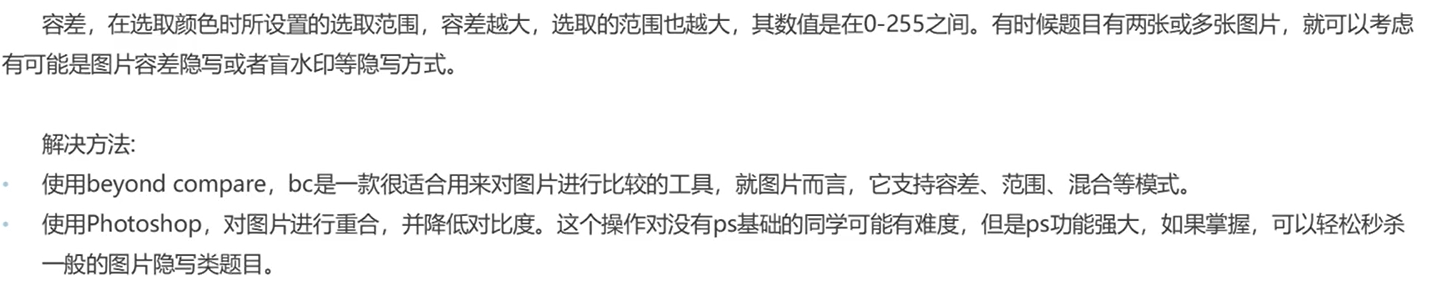 容差，在选取颜色时所设置的选取范围，容差越大，选取的范围也越大，其数值是在0-255之间。有时候题目有两张或多张图片，就可以考虑
有可能是图片容差隐写或者盲水印等隐写方式。
解决方法:
• 使用beyond compare，bc是一款很适合用来对图片进行比较的工具，就图片而言，它支持容差、范围、混合等模式。
• 使用Photoshop，对图片进行重合，并降低对比度。这个操作对没有ps基础的同学可能有难度，但是ps功能强大，如果掌握，可以轻松秒杀
一般的图片隐写类题目。